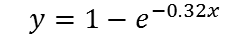 y = 1 − e^{−0.32x}